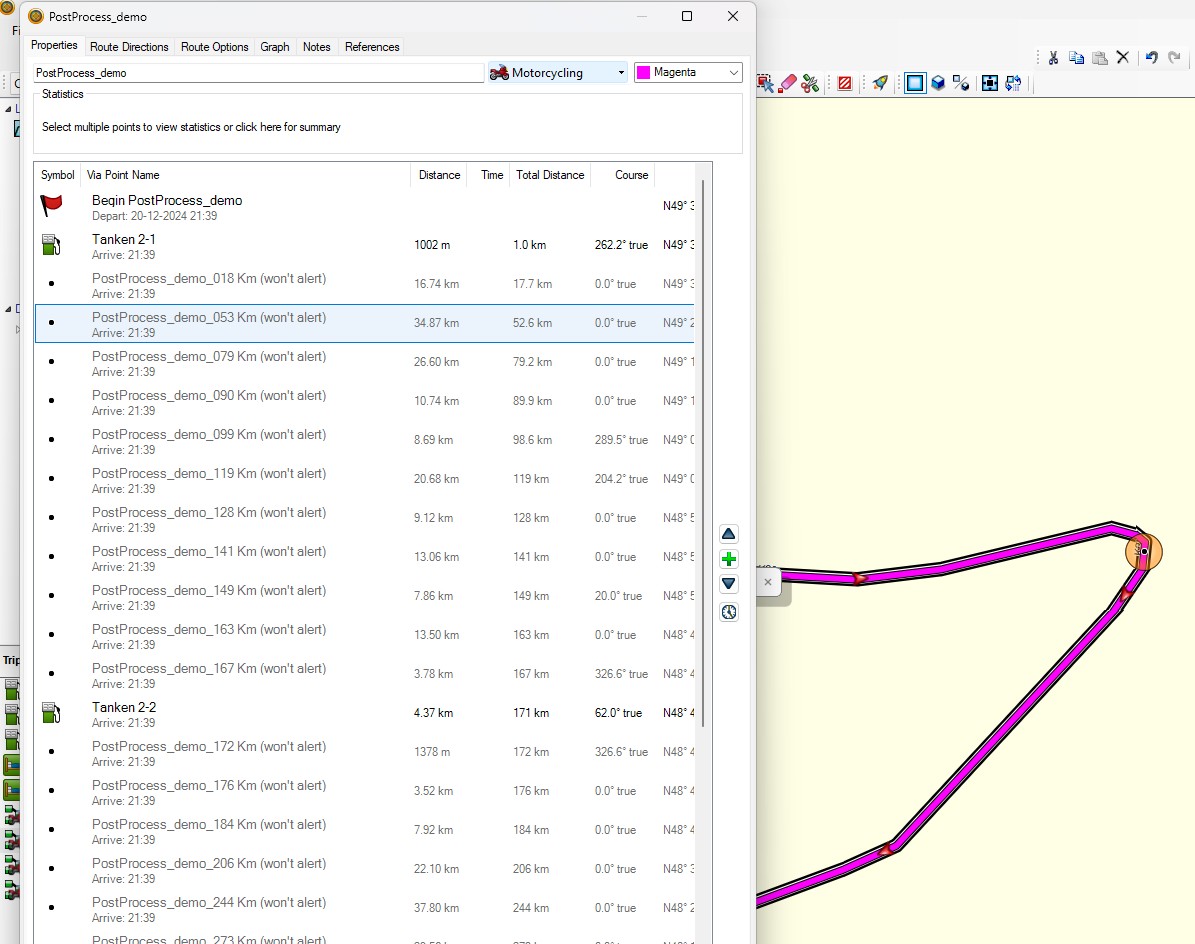 PostProcess_demo
Fi
Properties
Route Directions
Route Options
Graph
Notes
References
PostProcess_demo
Motorcycling
Magenta
Statistics
Select multiple points to view statistics or click here for summary
Symbol Via Point Name Distance Time Total Distance Course
Begin PostProcess_demo
Depart: 20-12-2024 21:39
N49° 3
Tanken 2-1
Arrive: 21:39
1002 m 1.0 km 262.2° true N49° 3
PostProcess_demo_018 Km (won't alert)
Arrive: 21:39
16.74 km 17.7 km 0.0° true N49° 3
PostProcess_demo_053 Km (won't alert)
Arrive: 21:39
34.87 km 52.6 km 0.0° true N49° 2
PostProcess_demo_079 Km (won't alert)
Arrive: 21:39
26.60 km 79.2 km 0.0° true N49° 1
PostProcess_demo_090 Km (won't alert)
Arrive: 21:39
10.74 km 89.9 km 0.0° true N49° 1
PostProcess_demo_099 Km (won't alert)
Arrive: 21:39
8.69 km 98.6 km 289.5° true N49° 0
PostProcess_demo_119 Km (won't alert)
Arrive: 21:39
20.68 km 119 km 204.2° true N49° 0
PostProcess_demo_128 Km (won't alert)
Arrive: 21:39
9.12 km 128 km 0.0° true N48° 5
PostProcess_demo_141 Km (won't alert)
Arrive: 21:39
13.06 km 141 km 0.0° true N48° 5
PostProcess_demo_149 Km (won't alert)
Arrive: 21:39
7.86 km 149 km 20.0° true N48° 5
PostProcess_demo_163 Km (won't alert)
Arrive: 21:39
13.50 km 163 km 0.0° true N48° 4
PostProcess_demo_167 Km (won't alert)
Arrive: 21:39
3.78 km 167 km 326.6° true N48° 4
Tanken 2-2
Arrive: 21:39
4.37 km 171 km 62.0° true N48° 4
PostProcess_demo_172 Km (won't alert)
Arrive: 21:39
1378 m 172 km 326.6° true N48° 4
PostProcess_demo_176 Km (won't alert)
Arrive: 21:39
3.52 km 176 km 0.0° true N48° 4
PostProcess_demo_184 Km (won't alert)
Arrive: 21:39
7.92 km 184 km 0.0° true N48° 4
PostProcess_demo_206 Km (won't alert)
Arrive: 21:39
22.10 km 206 km 0.0° true N48° 3
PostProcess_demo_244 Km (won't alert)
Arrive: 21:39
37.80 km 244 km 0.0° true N48° 2
PostProcess_demo_273 Km (won't alert)
Trip